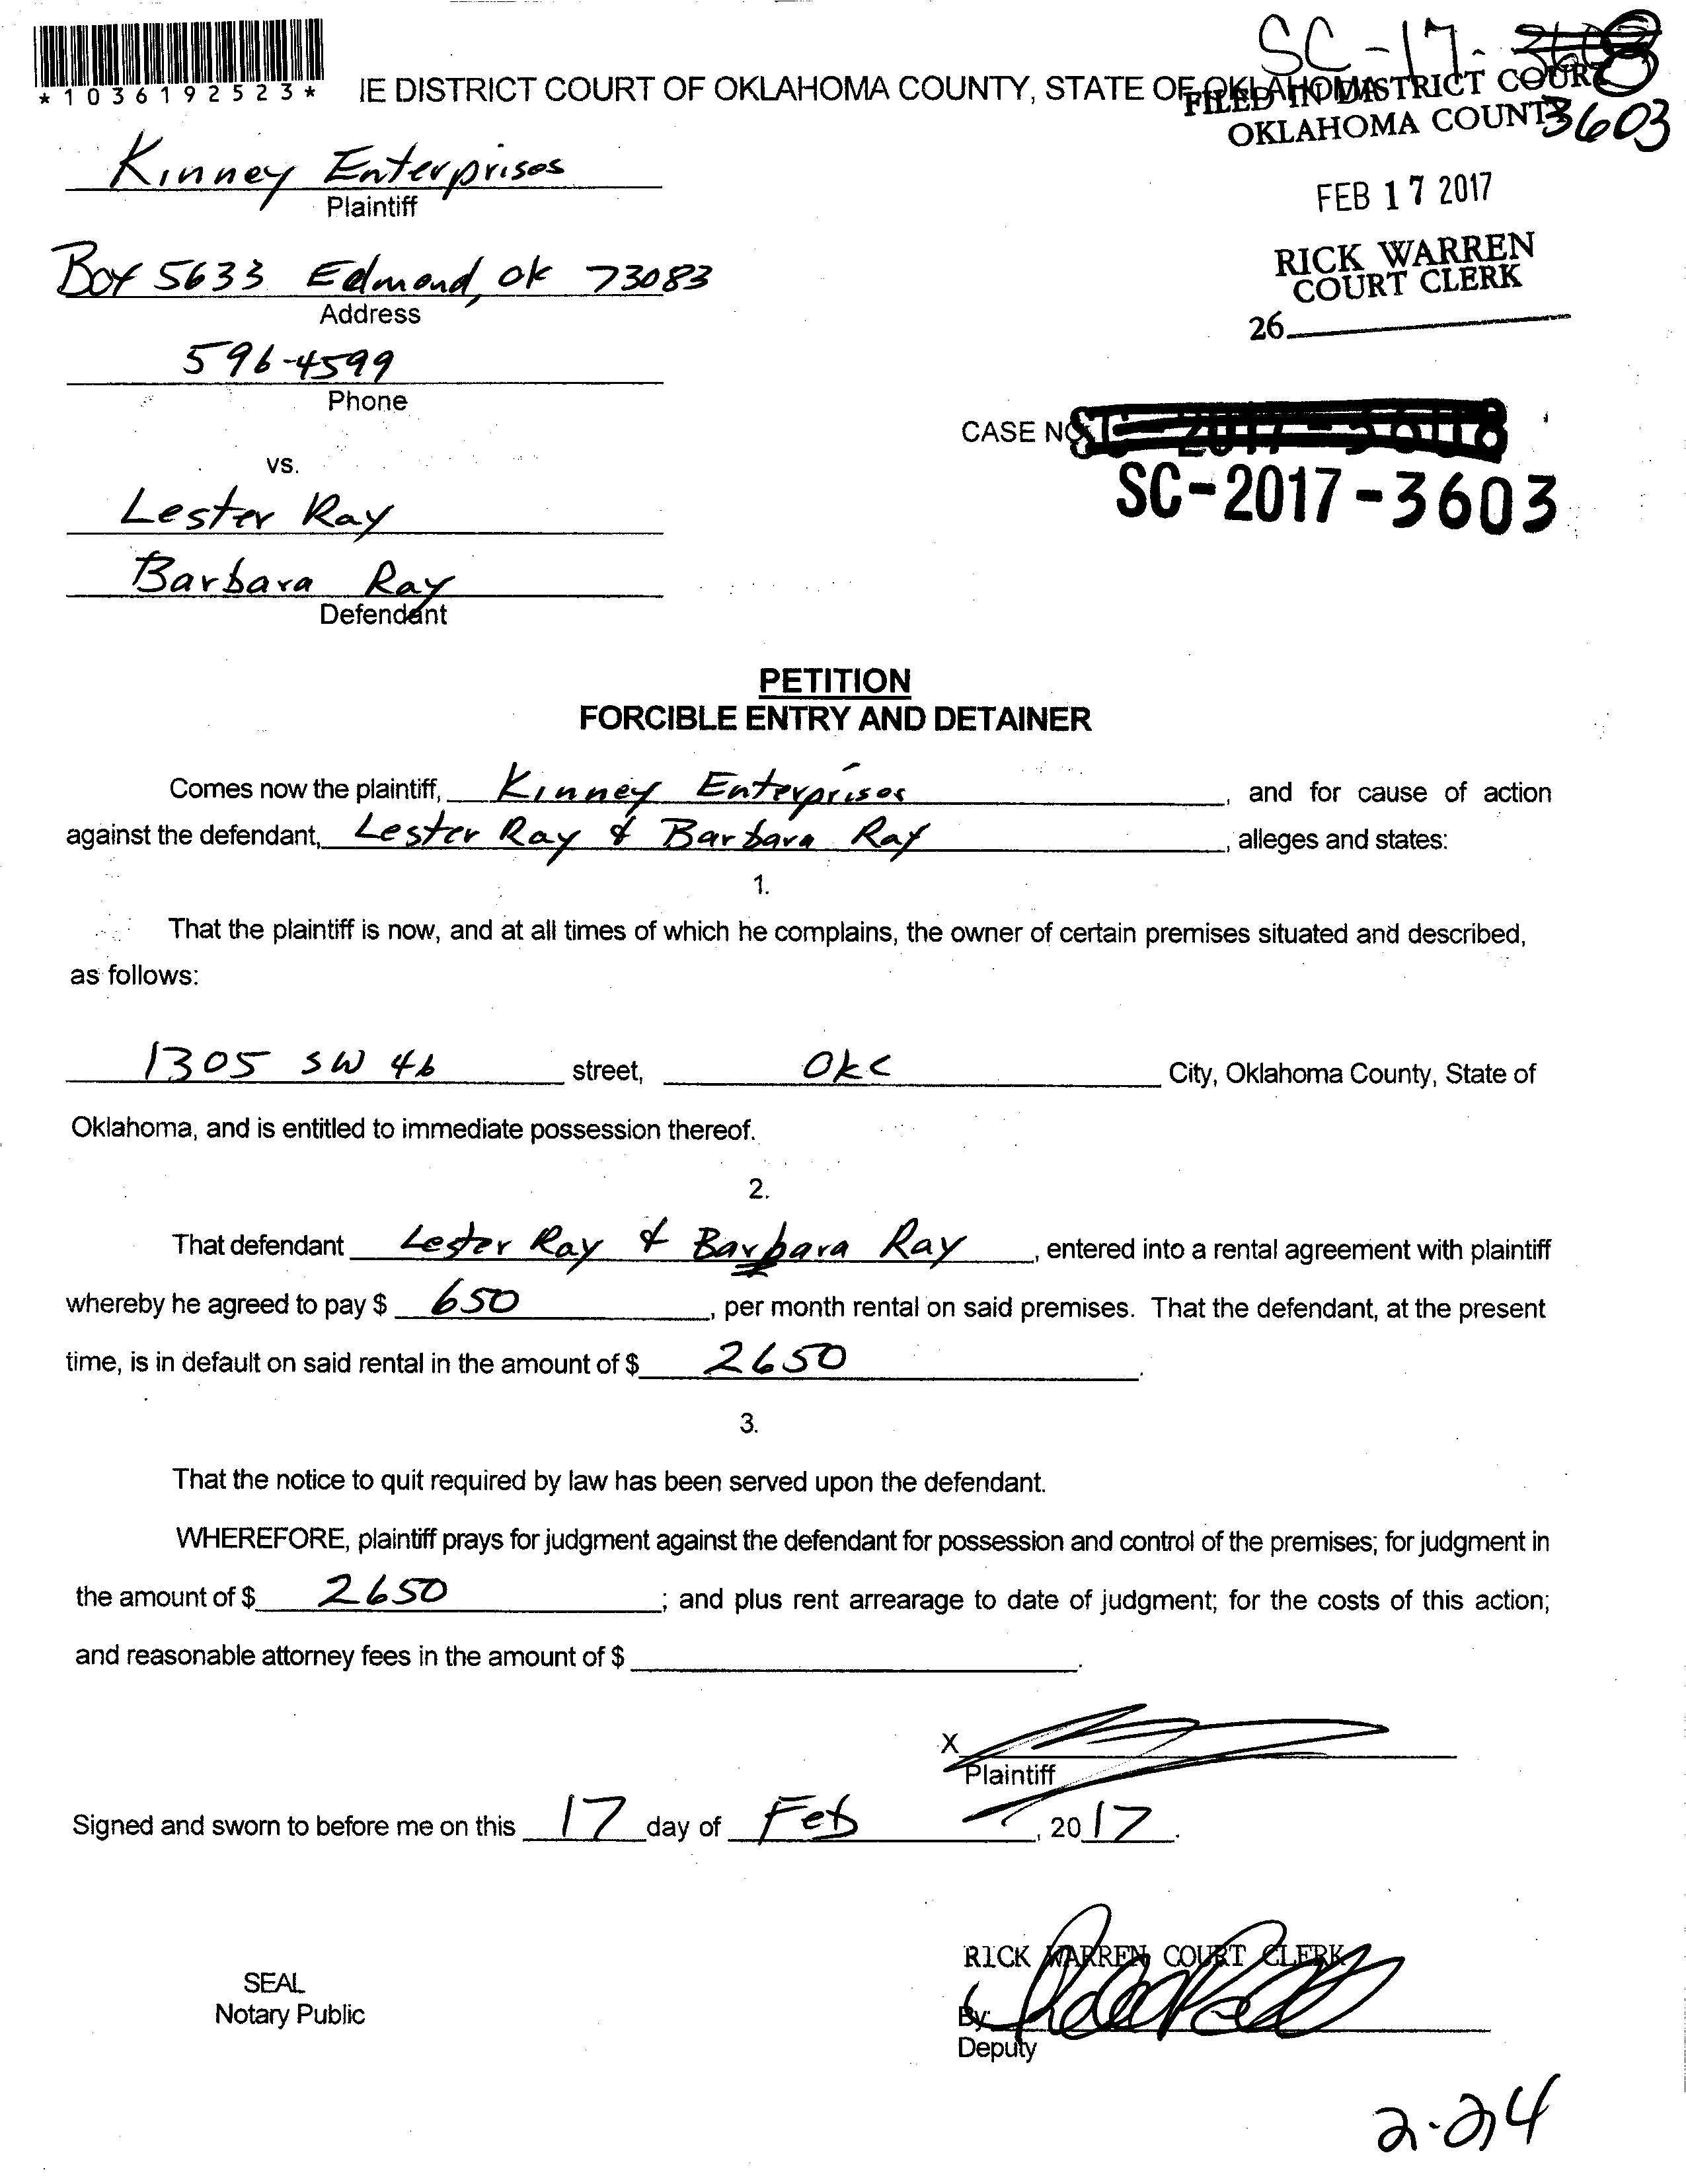 SC-17-
*1036192523*
IE DISTRICT COURT OF OKLAHOMA COUNTY, STATE OF OKLAHOMA
FILED IN DISTRICT COURT
OKLAHOMA COUNTY
3603
Kinney Enterprises
Plaintiff
FEB 17 2017
Box 5633 Edmond, OK 73083
Address
RICK WARREN
COURT CLERK
26
596-4599
Phone
CASE NO.
SC-2017-3603
vs.
Lester Ray
Barbara Ray
Defendant
PETITION
FORCIBLE ENTRY AND DETAINER
Comes now the plaintiff, Kinney Enterprises, and for cause of action
against the defendant, Lester Ray & Barbara Ray, alleges and states:
1.
That the plaintiff is now, and at all times of which he complains, the owner of certain premises situated and described,
as follows:
1305 SW 46 street, OKC City, Oklahoma County, State of
Oklahoma, and is entitled to immediate possession thereof.
2.
That defendant Lester Ray & Barbara Ray, entered into a rental agreement with plaintiff
whereby he agreed to pay $ 650, per month rental on said premises. That the defendant, at the present
time, is in default on said rental in the amount of $ 2650.
3.
That the notice to quit required by law has been served upon the defendant.
WHEREFORE, plaintiff prays for judgment against the defendant for possession and control of the premises; for judgment in
the amount of $ 2650; and plus rent arrearage to date of judgment; for the costs of this action;
and reasonable attorney fees in the amount of $ .
X
Plaintiff
Signed and sworn to before me on this 17 day of Feb, 2017.
RICK WARREN COURT CLERK
SEAL
Notary Public
By:
Deputy
2-24